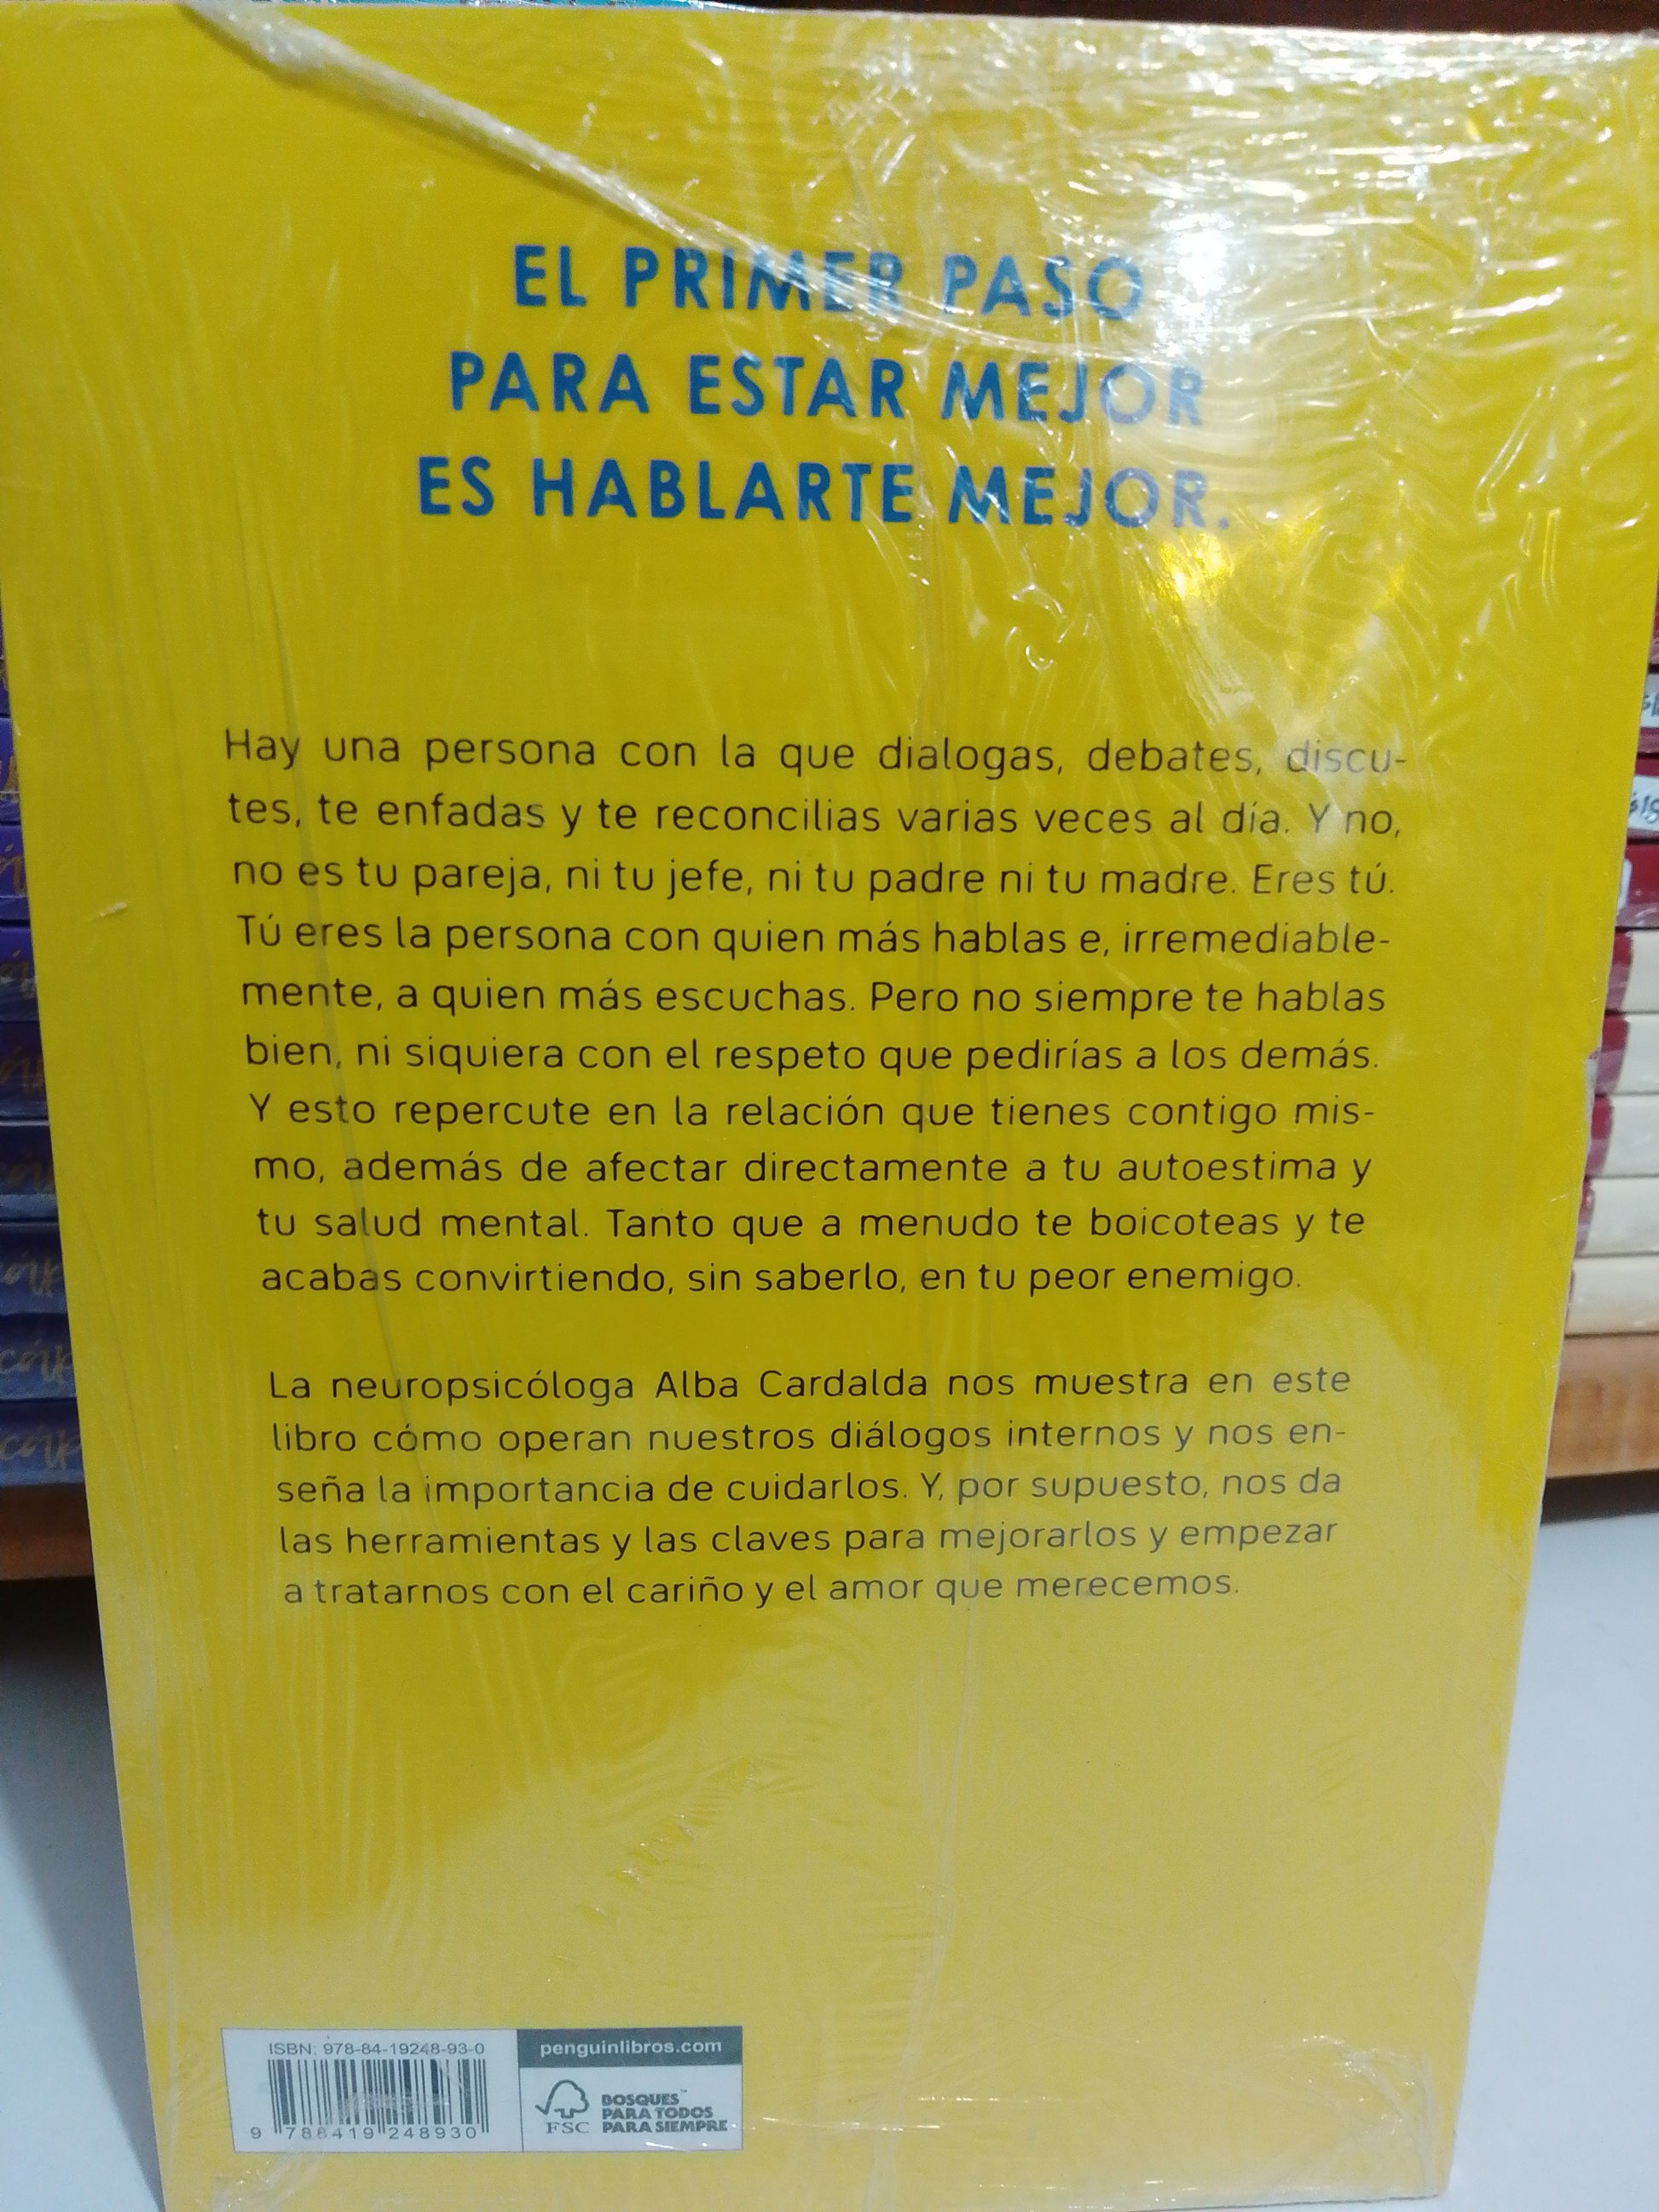 EL PRIMER PASO
PARA ESTAR MEJOR
ES HABLARTE MEJOR.
Hay una persona con la que dialogas, debates, discu-
tes, te enfadas y te reconcilias varias veces al día. Y no,
no es tu pareja, ni tu jefe, ni tu padre ni tu madre. Eres tú.
Tú eres la persona con quien más hablas e, irremediable-
mente, a quien más escuchas. Pero no siempre te hablas
bien, ni siquiera con el respeto que pedirías a los demás.
Y esto repercute en la relación que tienes contigo mis-
mo, además de afectar directamente a tu autoestima y
tu salud mental. Tanto que a menudo te boicoteas y te
acabas convirtiendo, sin saberlo, en tu peor enemigo.
La neuropsicóloga Alba Cardalda nos muestra en este
libro cómo operan nuestros diálogos internos y nos en-
seña la importancia de cuidarlos. Y, por supuesto, nos da
las herramientas y las claves para mejorarlos y empezar
a tratarnos con el cariño y el amor que merecemos.
ISBN: 978-84-19248-93-0
9 788419 248930
penguinlibros.com
FSC
BOSQUES™
PARA TODOS
PARA SIEMPRE